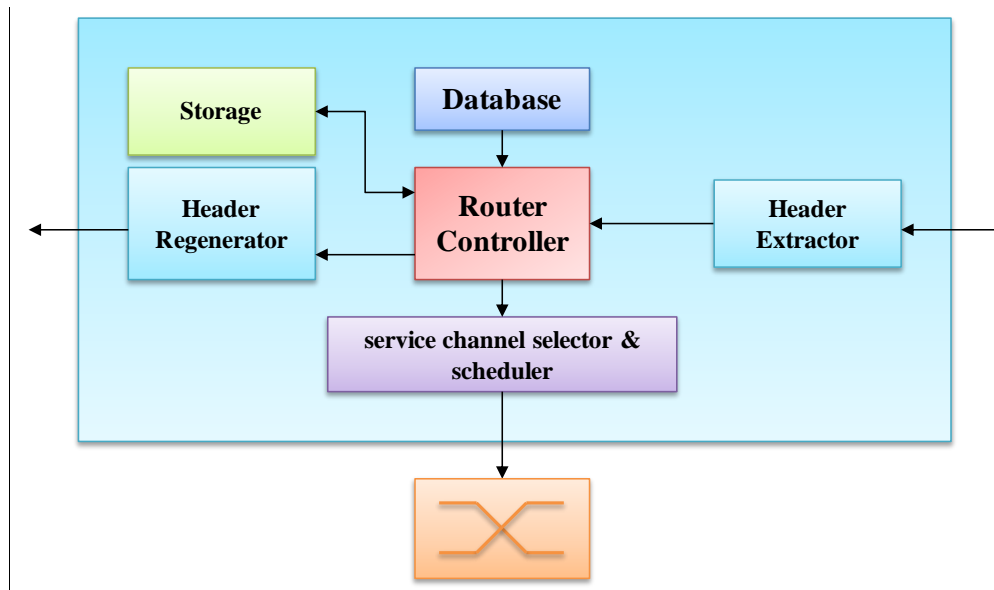 Storage
Database
Header
Regenerator
Router
Controller
Header
Extractor
service channel selector &
scheduler